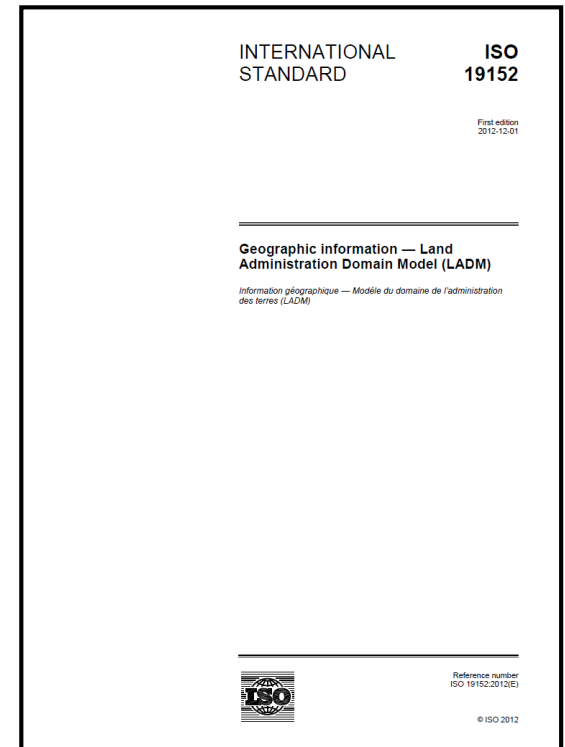 INTERNATIONAL
STANDARD
ISO
19152
First edition
2012-12-01
Geographic information — Land
Administration Domain Model (LADM)
Information géographique — Modèle du domaine de l'administration
des terres (LADM)
ISO
Reference number
ISO 19152:2012(E)
© ISO 2012